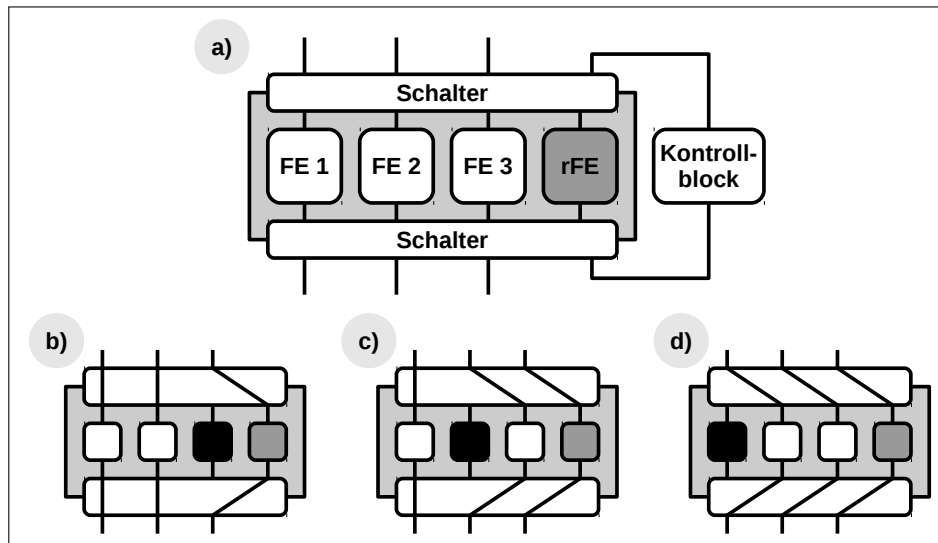 a)
Schalter
FE 1 FE 2 FE 3 rFE
Kontroll-
block
Schalter
b) c) d)